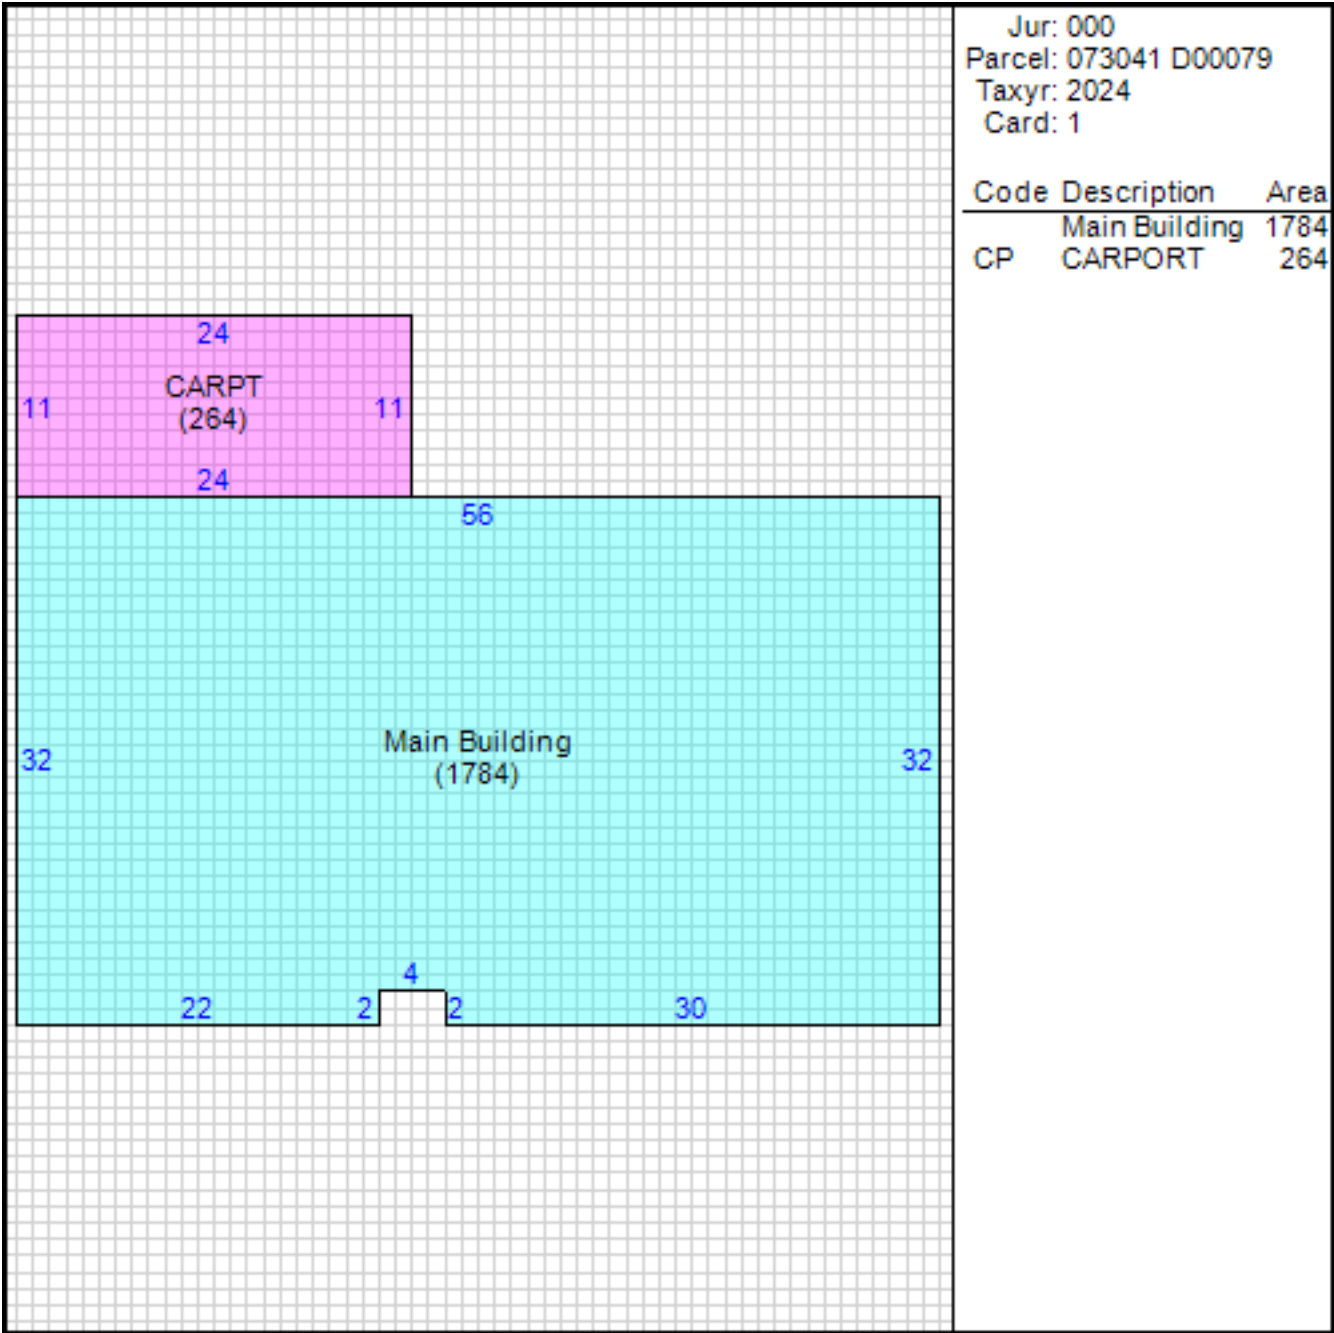 Jur: 000
Parcel: 073041 D00079
Taxyr: 2024
Card: 1
Code Description Area
Main Building 1784
CP CARPORT 264
24
CARPT
11 11
(264)
24
56
Main Building
32 32
(1784)
4
22 2 2 30